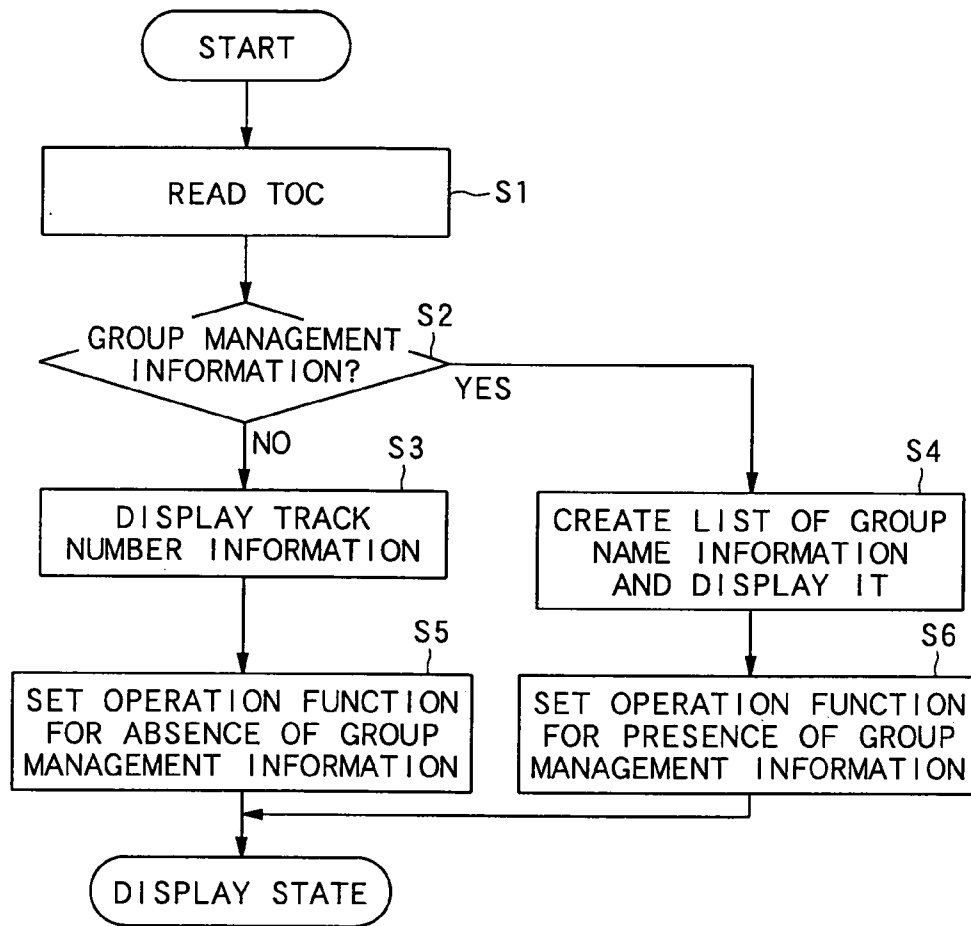 START
READ TOC
S1
S2
GROUP MANAGEMENT
INFORMATION?
YES
NO
S3
DISPLAY TRACK
NUMBER INFORMATION
S4
CREATE LIST OF GROUP
NAME INFORMATION
AND DISPLAY IT
S5
SET OPERATION FUNCTION
FOR ABSENCE OF GROUP
MANAGEMENT INFORMATION
S6
SET OPERATION FUNCTION
FOR PRESENCE OF GROUP
MANAGEMENT INFORMATION
DISPLAY STATE